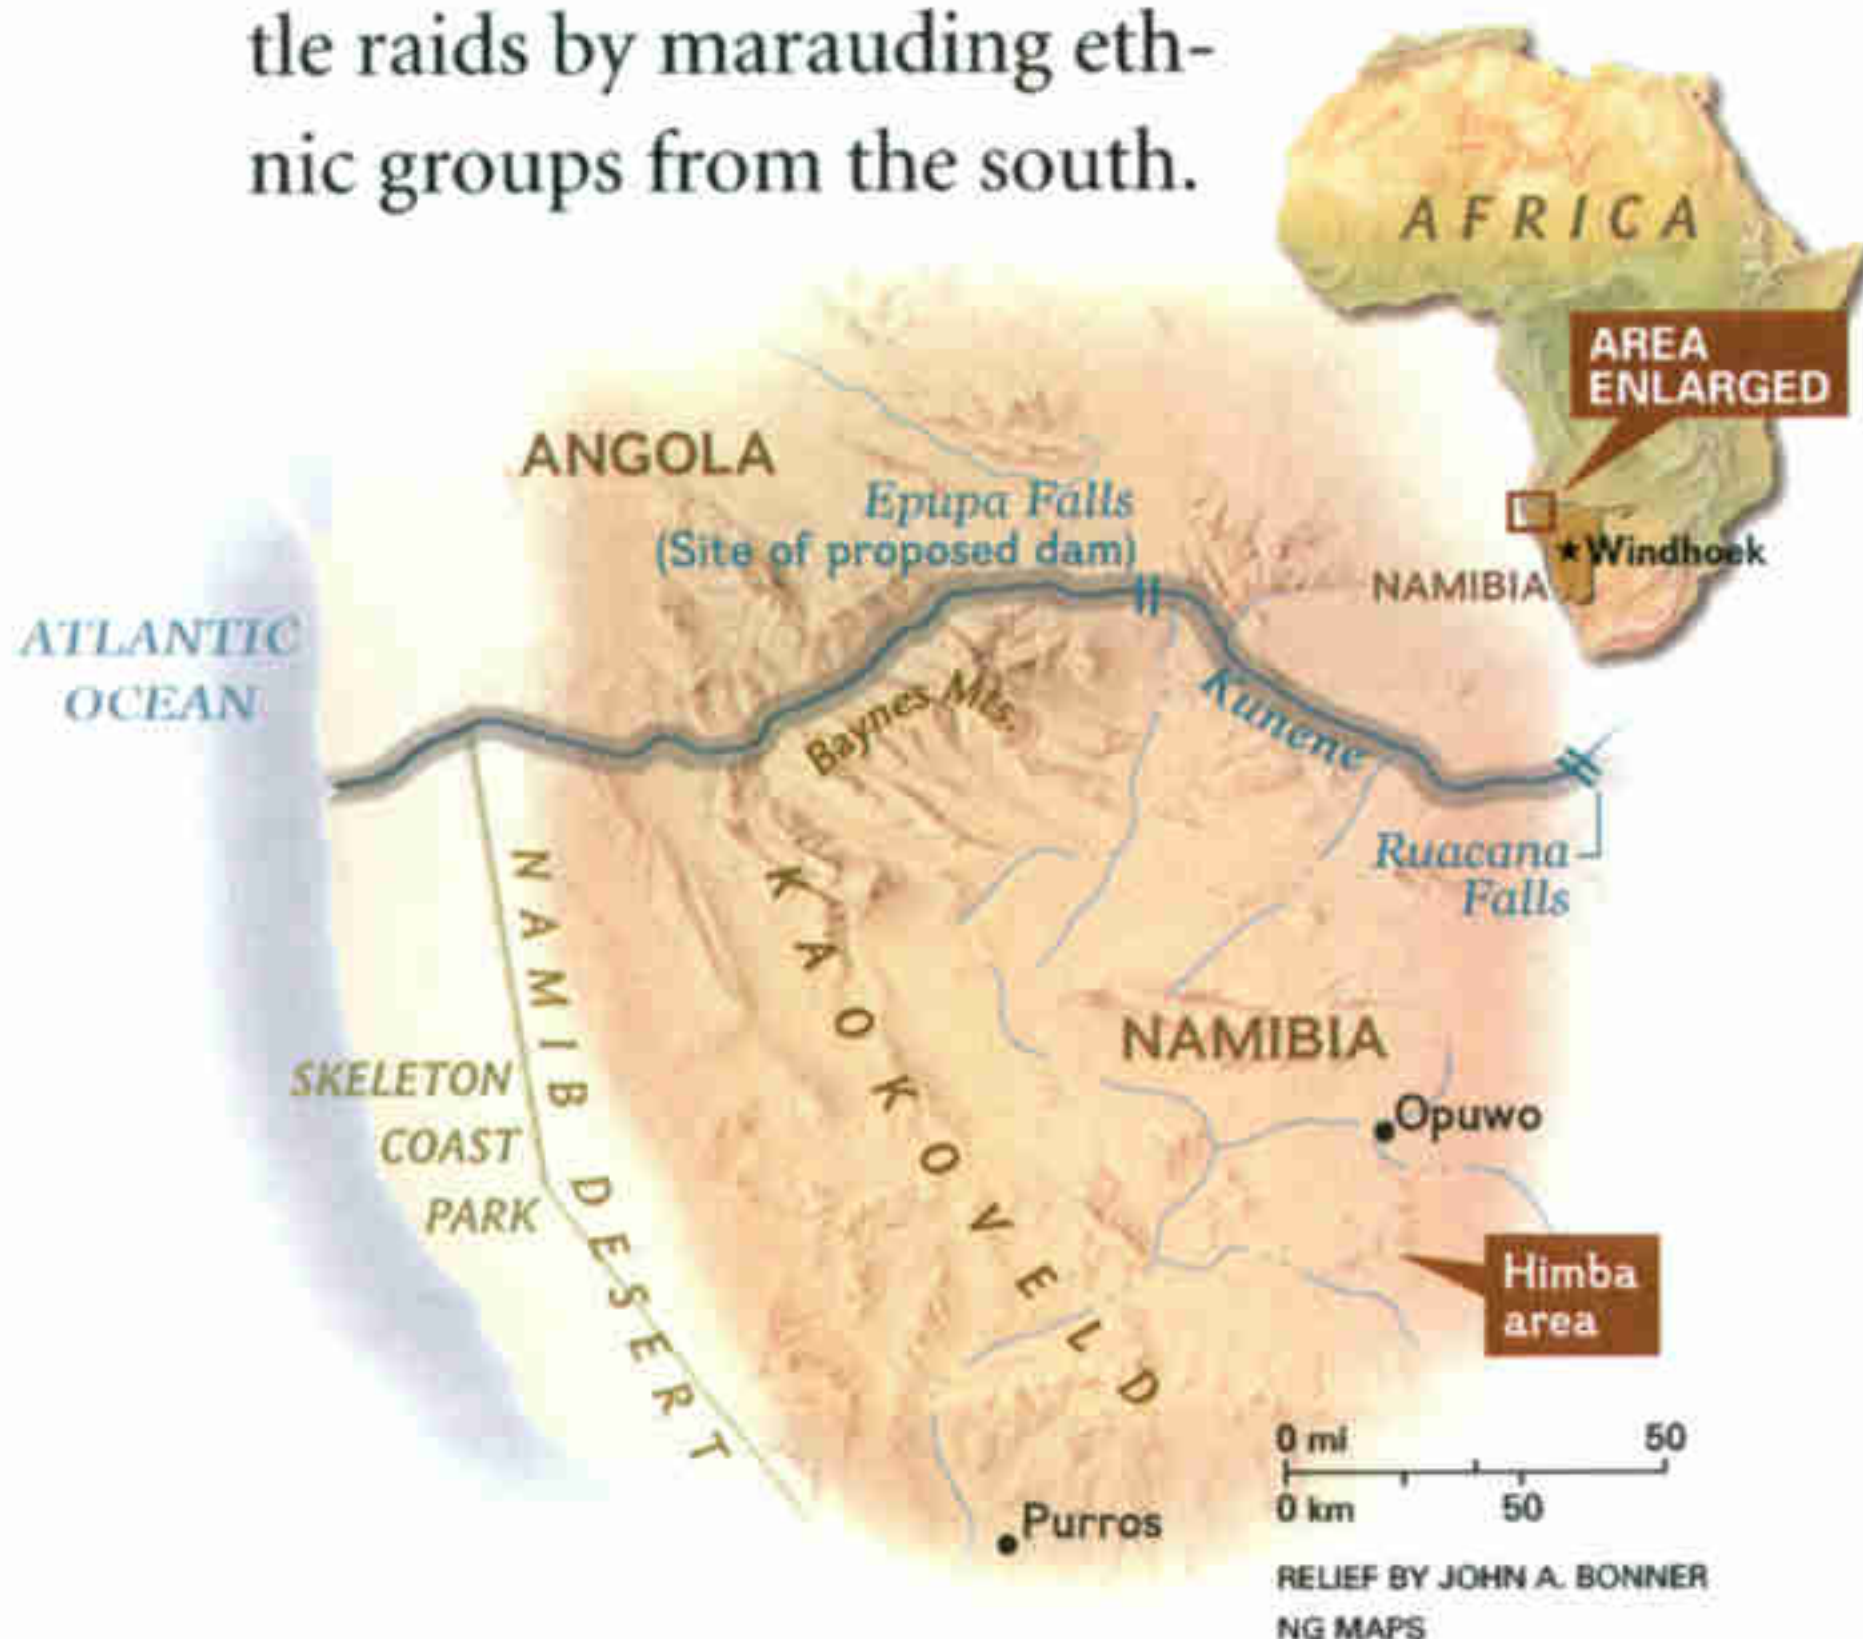 tle raids by marauding eth-
nic groups from the south.
AFRICA
AREA
ENLARGED
★Windhoek
NAMIBIA
ANGOLA
Epupa Falls
(Site of proposed dam)
ATLANTIC
OCEAN
Baynes Mts.
Kunene
Ruacana
Falls
NAMIB DESERT
KAOKOVELD
NAMIBIA
SKELETON
COAST
PARK
Opuwo
Himba
area
0 mi 50
0 km 50
Purros
RELIEF BY JOHN A. BONNER
NG MAPS